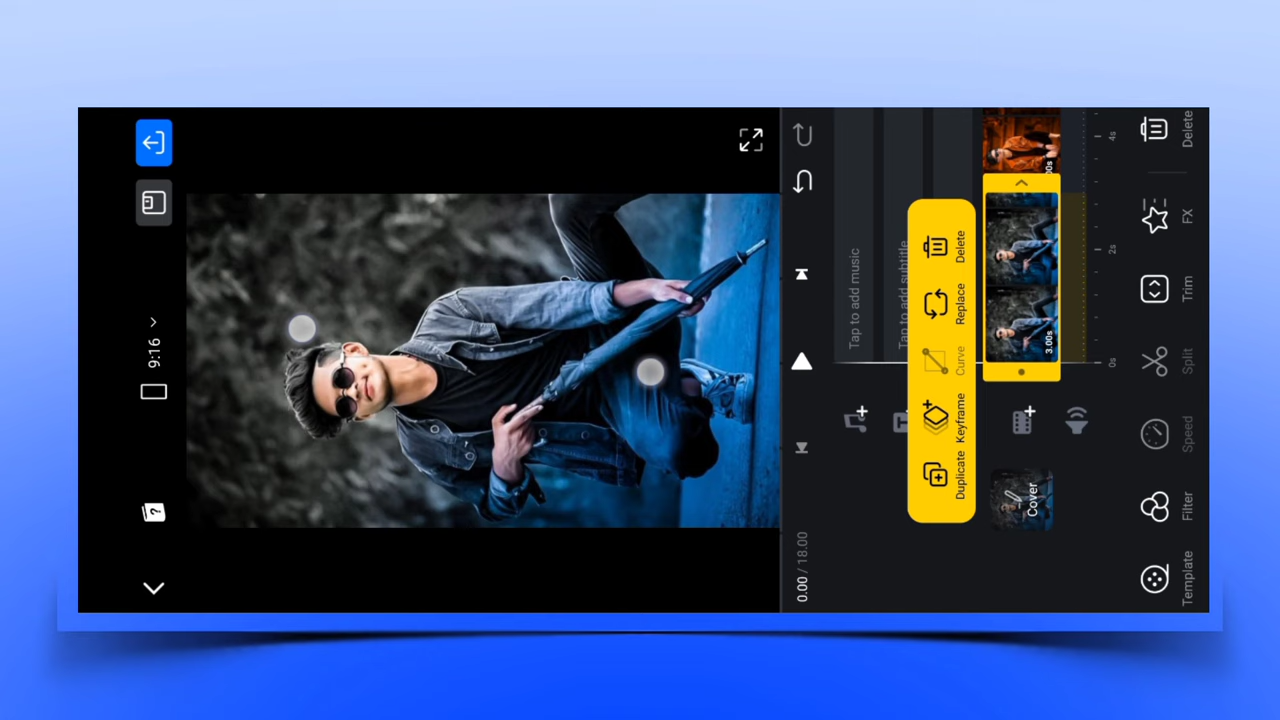 9:16
0.00 / 18.00
Tap to add music
Tap to add subtitle
Duplicate
Keyframe
Curve
Replace
Delete
Cover
3.00s
00s
0s
2s
4s
Template
Filter
Speed
Split
Trim
FX
Delete